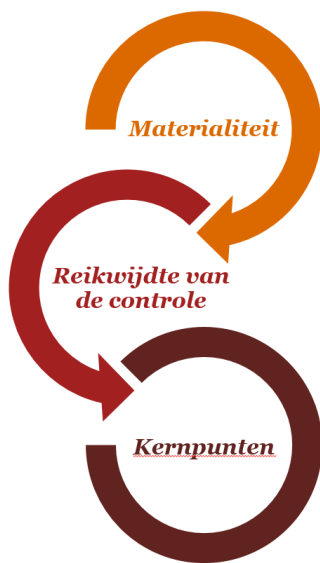 Materialiteit
Reikwijdte van
de controle
Kernpunten